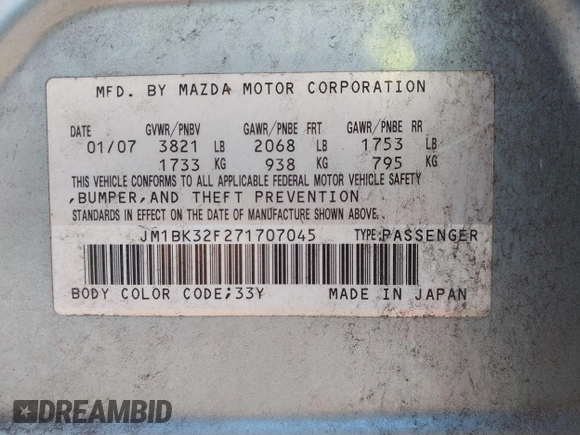 MFD. BY MAZDA MOTOR CORPORATION
DATE GVWR/PNBV GAWR/PNBE FRT GAWR/PNBE RR
01/07 3821 LB 2068 LB 1753 LB
1733 KG 938 KG 795 KG
THIS VEHICLE CONFORMS TO ALL APPLICABLE FEDERAL MOTOR VEHICLE SAFETY
,BUMPER,AND THEFT PREVENTION
STANDARDS IN EFFECT ON THE DATE OF MANUFACTURE SHOWN ABOVE.
JM1BK32F271707045 TYPE:PASSENGER
BODY COLOR CODE:33Y MADE IN JAPAN
DREAMBID